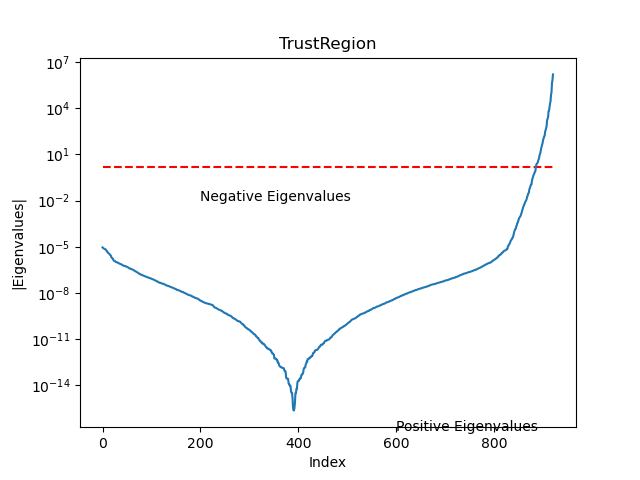 TrustRegion
10^7
10^4
10^1
10^-2
10^-5
10^-8
10^-11
10^-14
|Eigenvalues|
Negative Eigenvalues
Positive Eigenvalues
0 200 400 600 800
Index